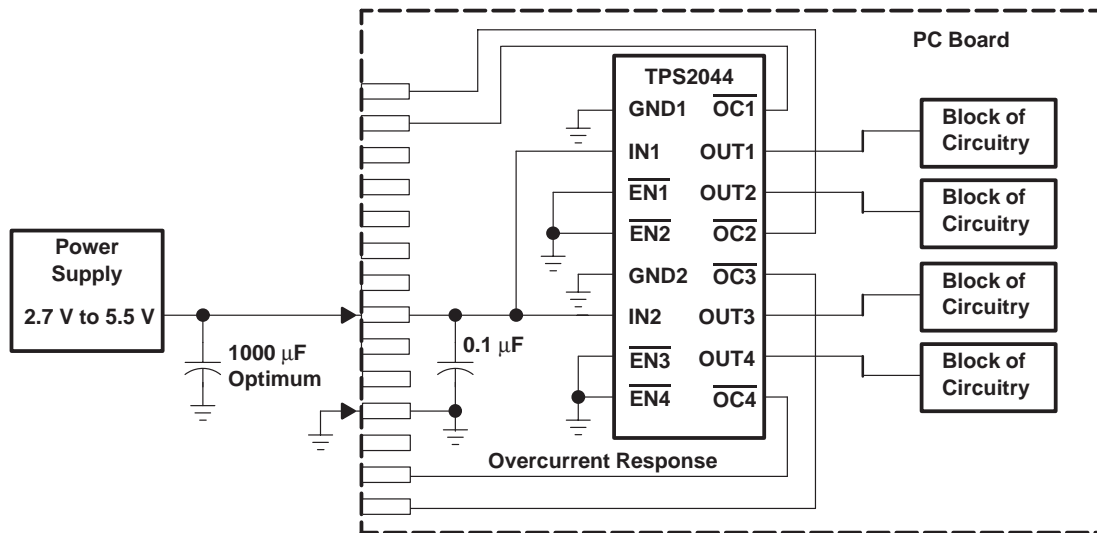 PC Board
TPS2044
GND1 OC1
IN1 OUT1
EN1 OUT2
EN2 OC2
GND2 OC3
IN2 OUT3
EN3 OUT4
EN4 OC4
Block of
Circuitry
Block of
Circuitry
Block of
Circuitry
Block of
Circuitry
Power
Supply
2.7 V to 5.5 V
1000 μF
Optimum
0.1 μF
Overcurrent Response